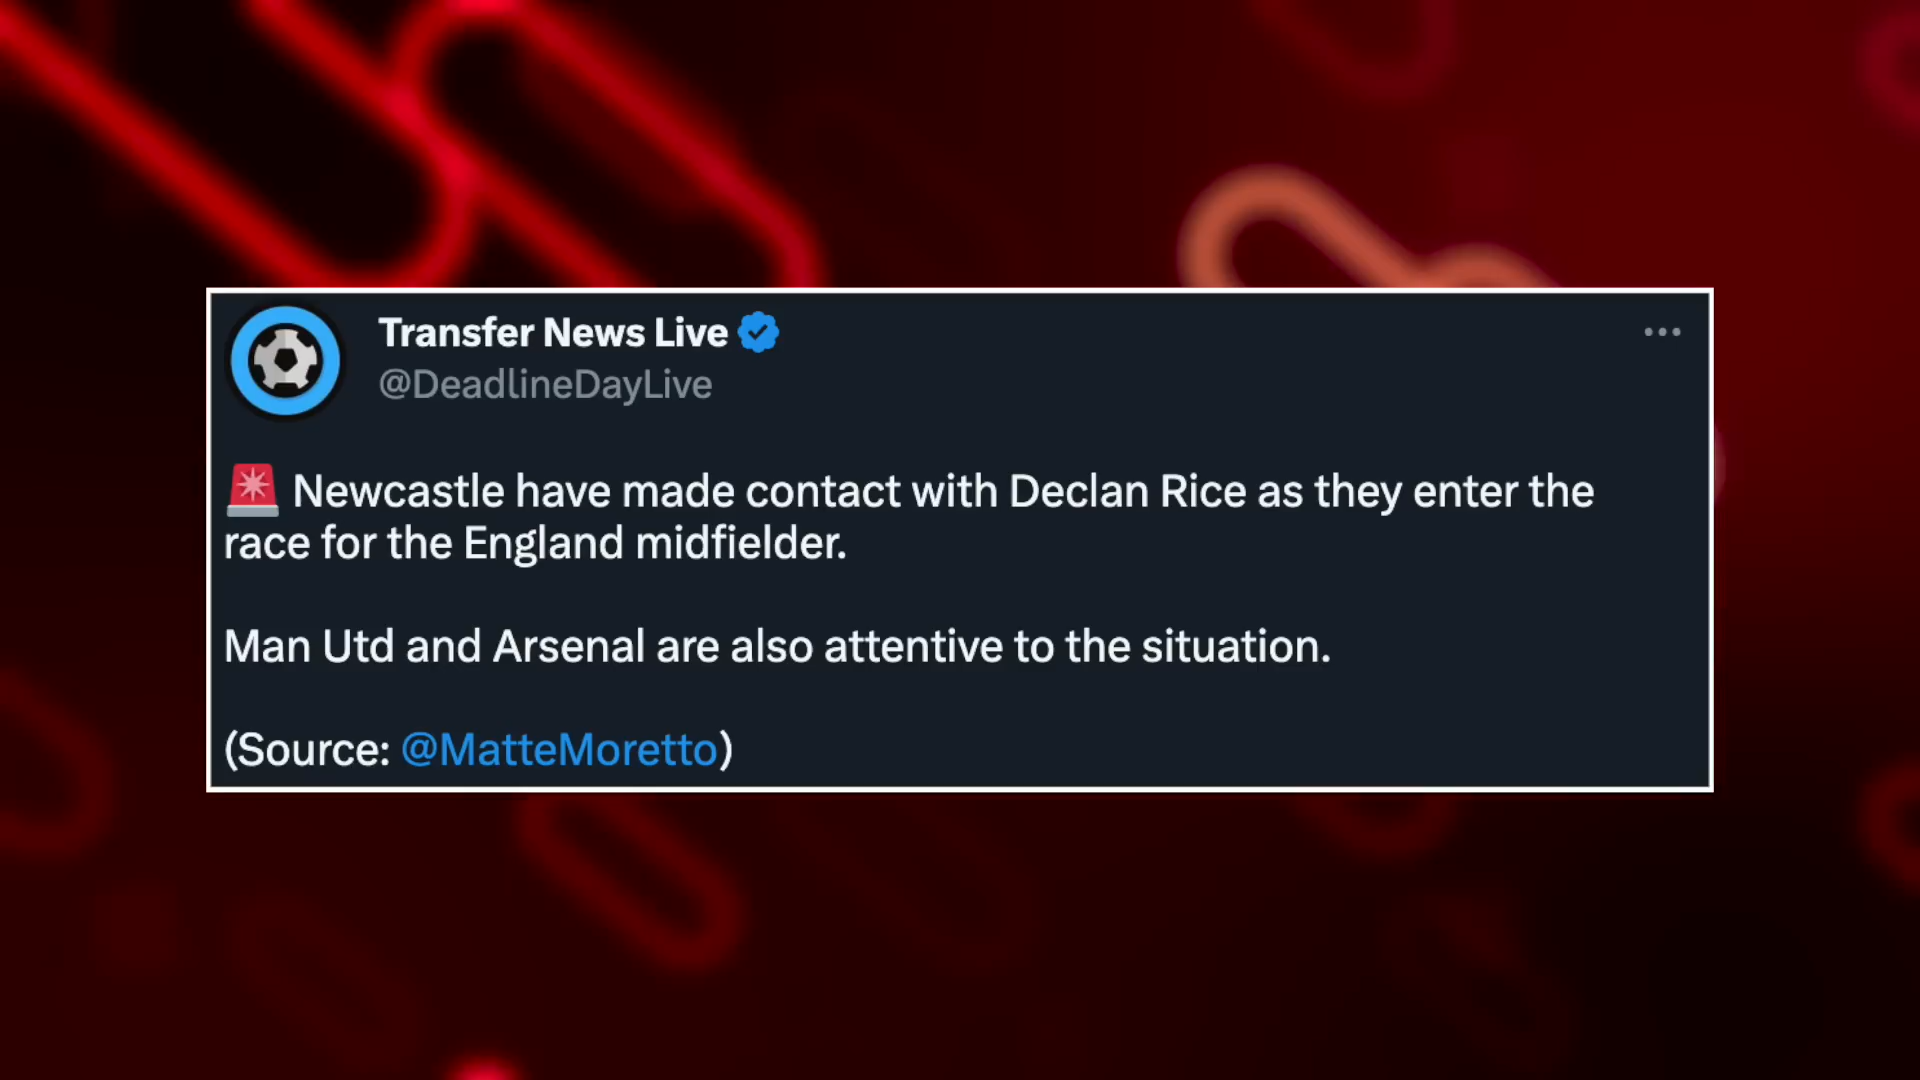 Transfer News Live
@DeadlineDayLive
🚨 Newcastle have made contact with Declan Rice as they enter the
race for the England midfielder.
Man Utd and Arsenal are also attentive to the situation.
(Source: @MatteMoretto)